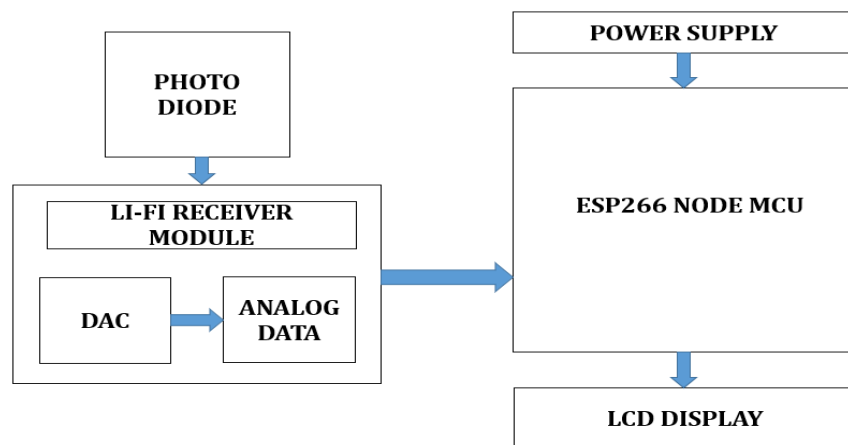 PHOTO
DIODE
LI-FI RECEIVER
MODULE
DAC
ANALOG
DATA
POWER SUPPLY
ESP266 NODE MCU
LCD DISPLAY